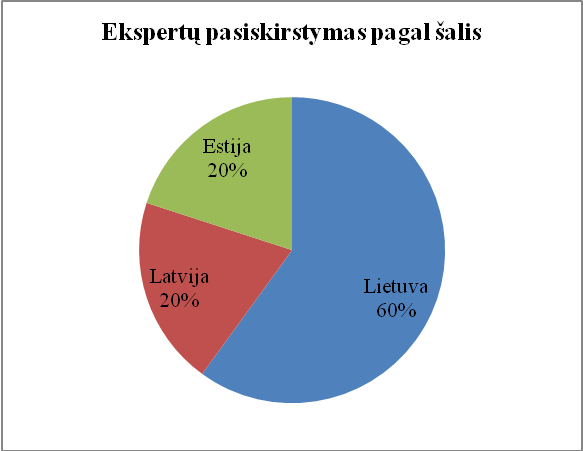 Ekspertų pasiskirstymas pagal šalis
Estija
20%
Latvija
20%
Lietuva
60%